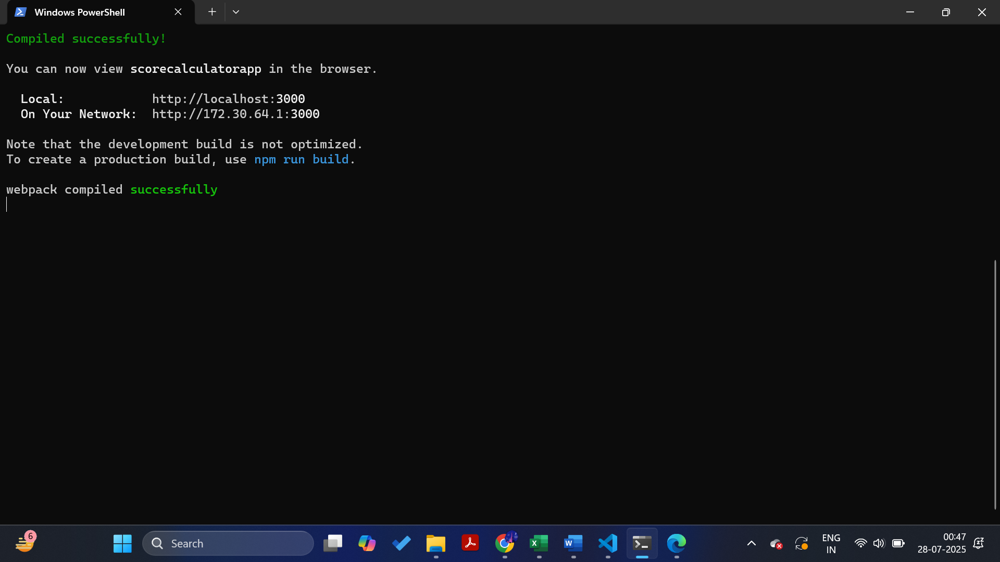 Windows PowerShell
Compiled successfully!
You can now view scorecalculatorapp in the browser.
Local: http://localhost:3000
On Your Network: http://172.30.64.1:3000
Note that the development build is not optimized.
To create a production build, use npm run build.
webpack compiled successfully
6
Search
ENG
IN
00:47
28-07-2025